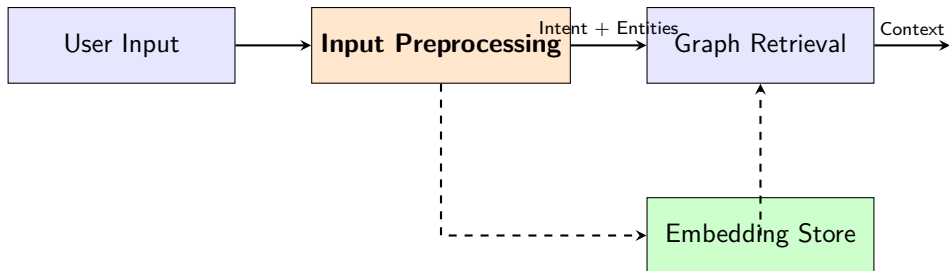 User Input
Input Preprocessing
Intent + Entities
Graph Retrieval
Context
Embedding Store